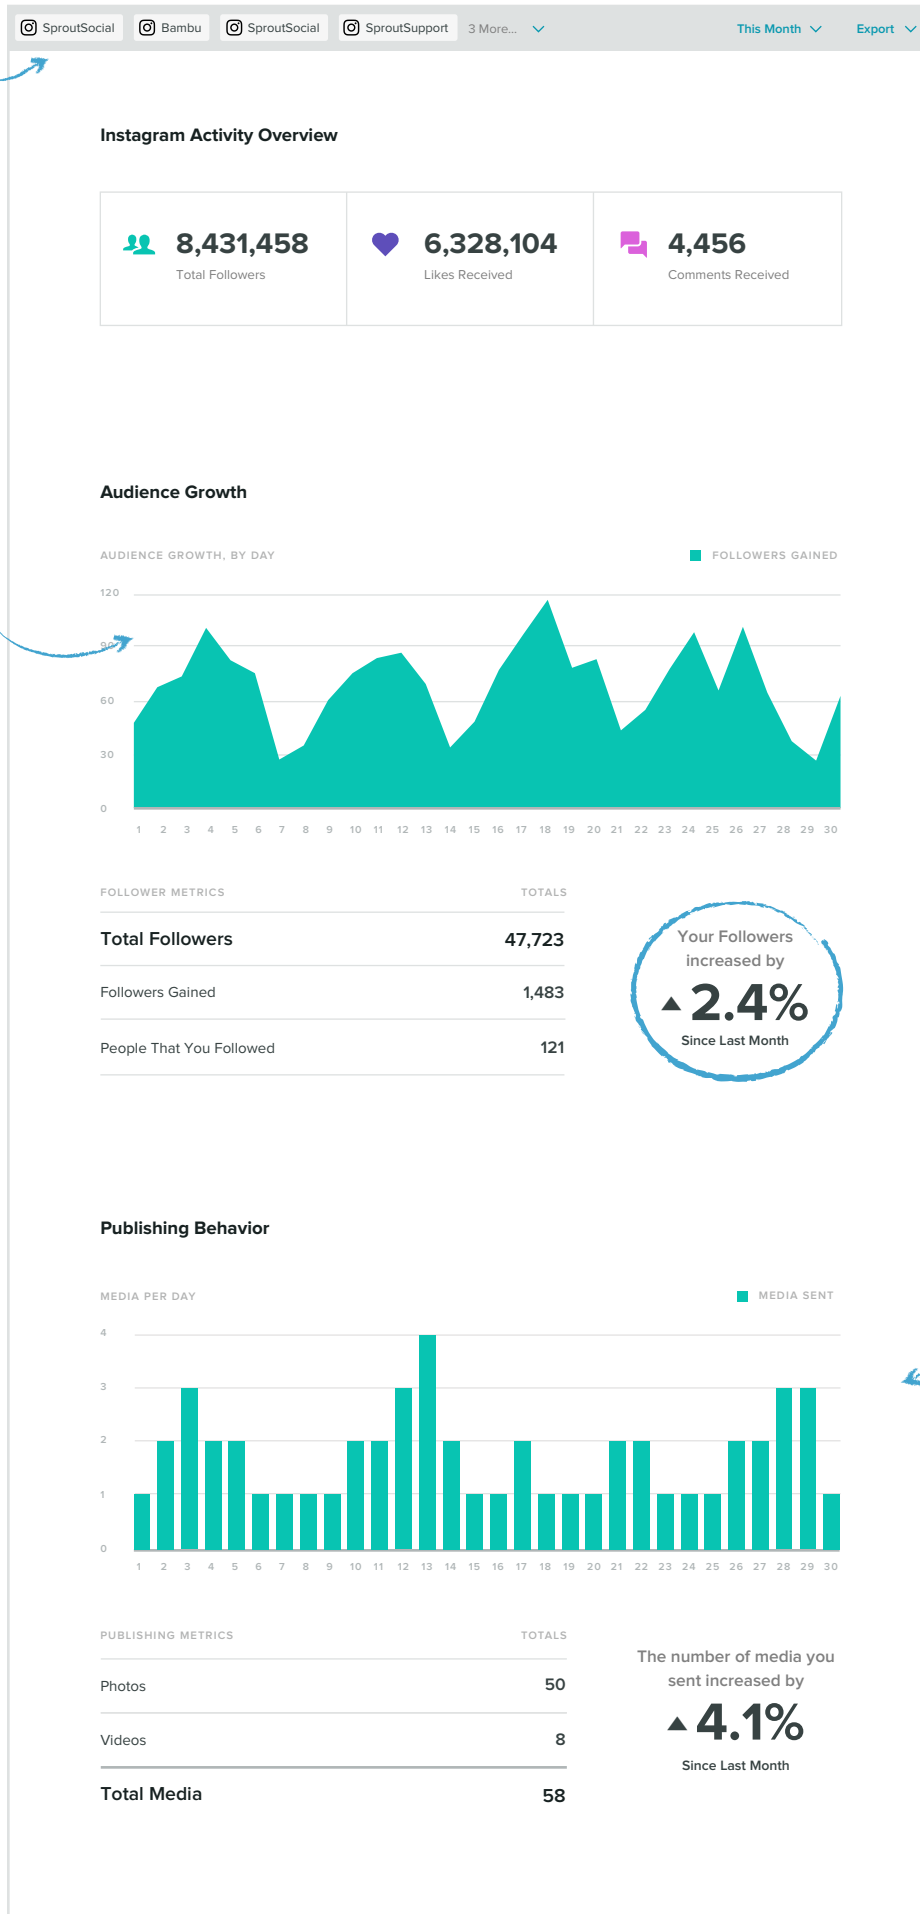 SproutSocial Bambu SproutSocial SproutSupport 3 More... This Month Export
Instagram Activity Overview
8,431,458 6,328,104 4,456
Total Followers Likes Received Comments Received
Audience Growth
AUDIENCE GROWTH, BY DAY FOLLOWERS GAINED
120
90
60
30
0
1 2 3 4 5 6 7 8 9 10 11 12 13 14 15 16 17 18 19 20 21 22 23 24 25 26 27 28 29 30
FOLLOWER METRICS TOTALS
Total Followers 47,723
Followers Gained 1,483
People That You Followed 121
Your Followers
increased by
2.4%
Since Last Month
Publishing Behavior
MEDIA PER DAY MEDIA SENT
4
3
2
1
0
1 2 3 4 5 6 7 8 9 10 11 12 13 14 15 16 17 18 19 20 21 22 23 24 25 26 27 28 29 30
PUBLISHING METRICS TOTALS
Photos 50
Videos 8
Total Media 58
The number of media you
sent increased by
4.1%
Since Last Month